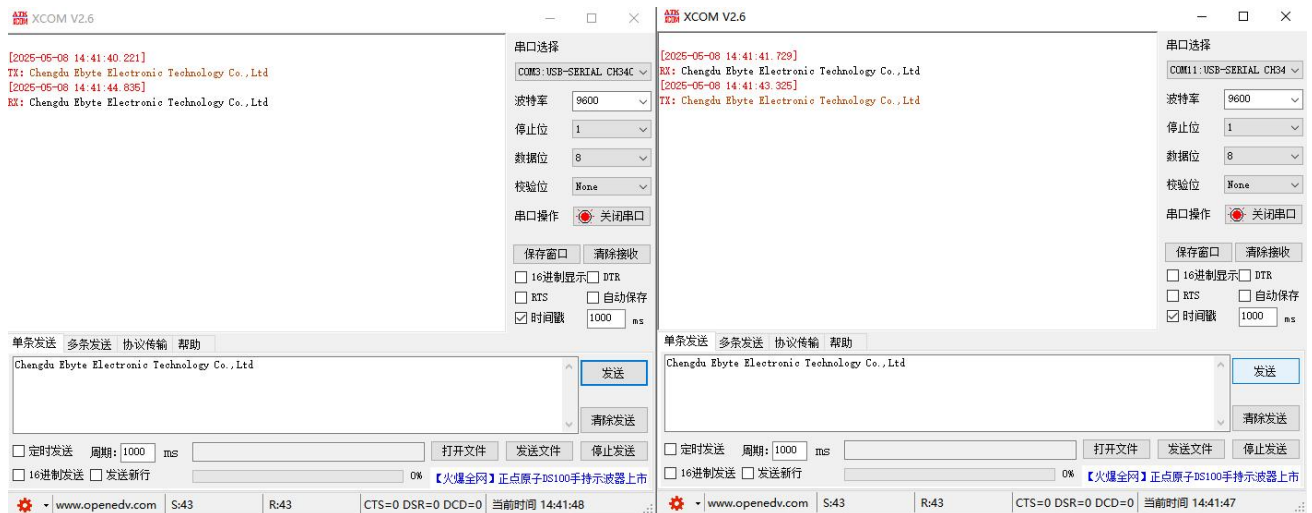 ATK XCOM XCOM V2.6
[2025-05-08 14:41:40.221]
TX: Chengdu Ebyte Electronic Technology Co.,Ltd
[2025-05-08 14:41:44.835]
RX: Chengdu Ebyte Electronic Technology Co.,Ltd
串口选择
COM3:USB-SERIAL CH34C
波特率 9600
停止位 1
数据位 8
校验位 None
串口操作 关闭串口
保存窗口 清除接收
16进制显示 DTR
RTS 自动保存
时间戳 1000 ms
单条发送 多条发送 协议传输 帮助
Chengdu Ebyte Electronic Technology Co.,Ltd
发送
清除发送
定时发送 周期: 1000 ms 打开文件 发送文件 停止发送
16进制发送 发送新行 0% 【火爆全网】正点原子DS100手持示波器上市
www.openedv.com S:43 R:43 CTS=0 DSR=0 DCD=0 当前时间 14:41:48
ATK XCOM XCOM V2.6
[2025-05-08 14:41:41.729]
RX: Chengdu Ebyte Electronic Technology Co.,Ltd
[2025-05-08 14:41:43.325]
TX: Chengdu Ebyte Electronic Technology Co.,Ltd
串口选择
COM11:USB-SERIAL CH34
波特率 9600
停止位 1
数据位 8
校验位 None
串口操作 关闭串口
保存窗口 清除接收
16进制显示 DTR
RTS 自动保存
时间戳 1000 ms
单条发送 多条发送 协议传输 帮助
Chengdu Ebyte Electronic Technology Co.,Ltd
发送
清除发送
定时发送 周期: 1000 ms 打开文件 发送文件 停止发送
16进制发送 发送新行 0% 【火爆全网】正点原子DS100手持示波器上市
www.openedv.com S:43 R:43 CTS=0 DSR=0 DCD=0 当前时间 14:41:47